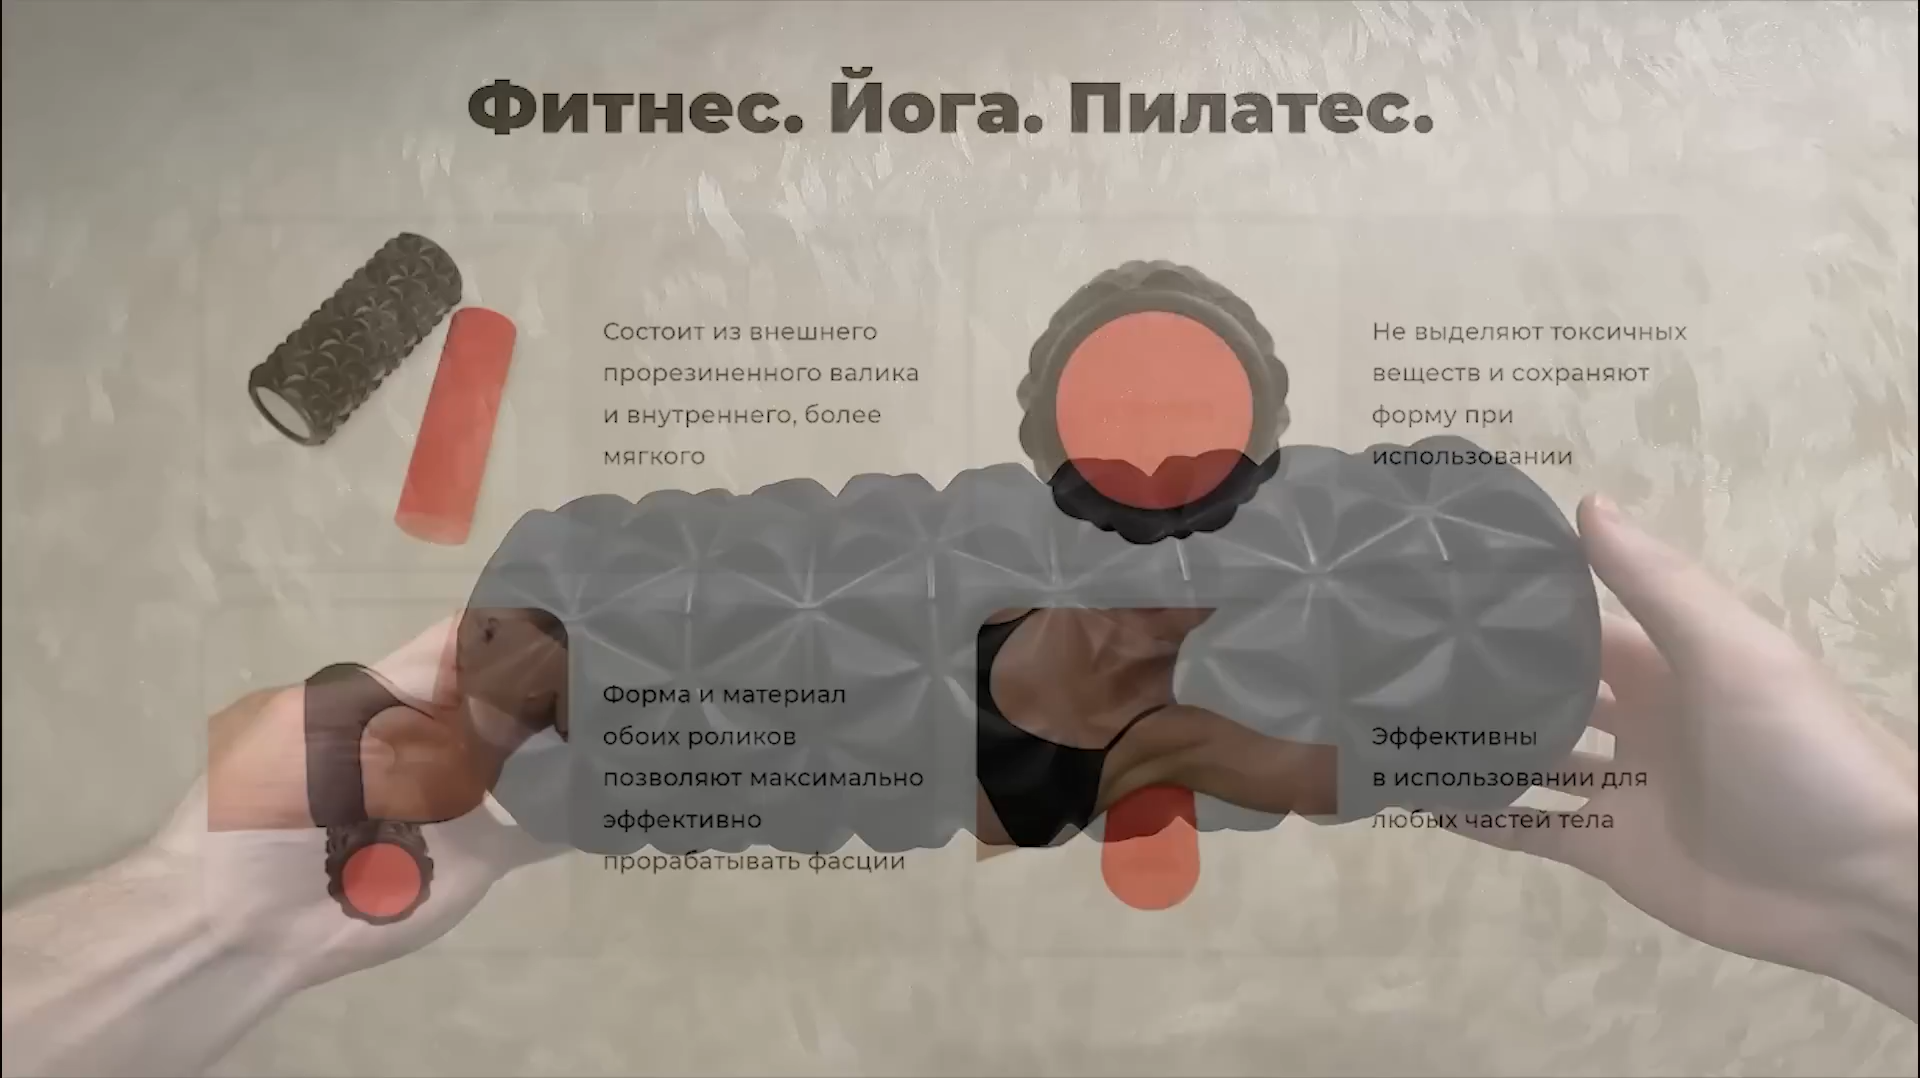 Фитнес. Йога. Пилатес.
Состоит из внешнего
прорезиненного валика
и внутреннего, более
мягкого
Не выделяют токсичных
веществ и сохраняют
форму при
использовании
Форма и материал
обоих роликов
позволяют максимально
эффективно
прорабатывать фасции
Эффективны
в использовании для
любых частей тела